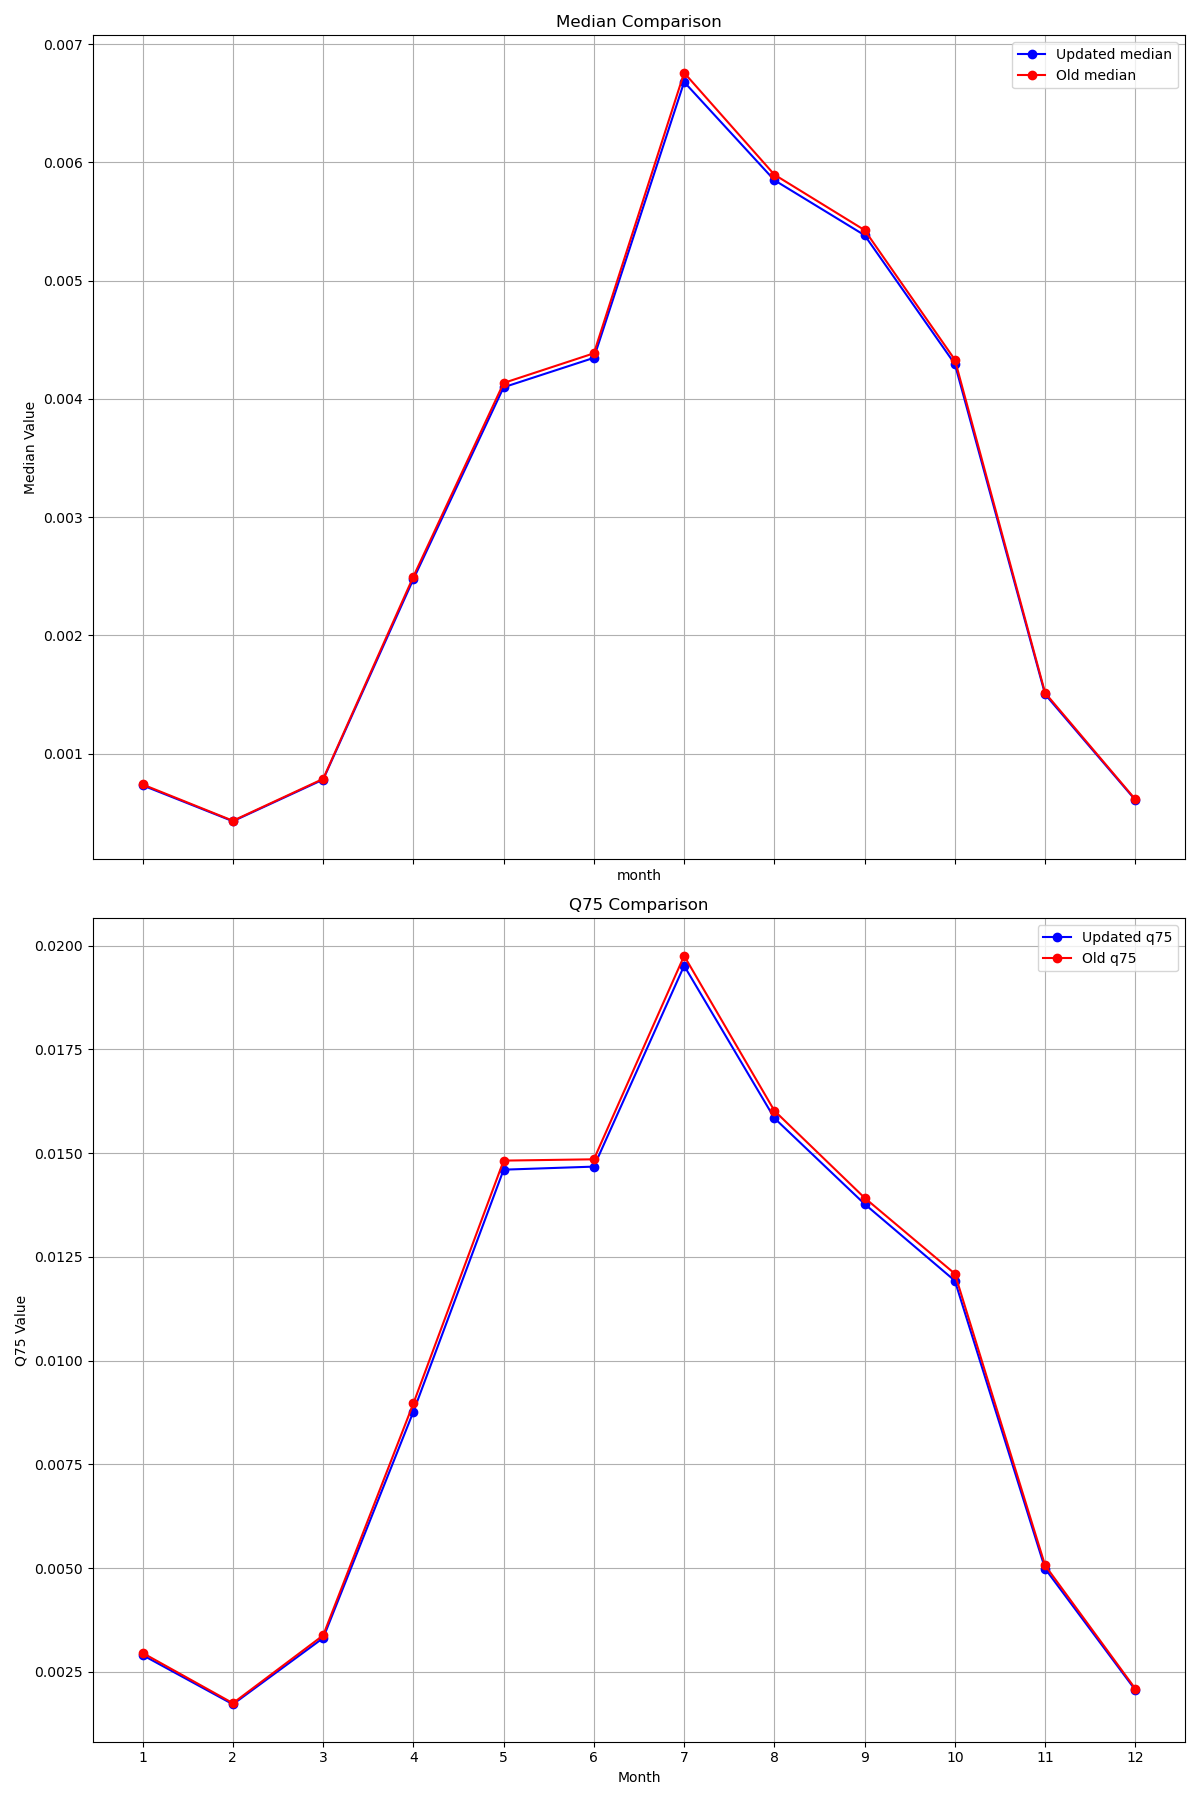 Median Comparison
0.007
0.006
0.005
0.004
0.003
0.002
0.001
Median Value
Updated median
Old median
month
Q75 Comparison
0.0200
0.0175
0.0150
0.0125
0.0100
0.0075
0.0050
0.0025
Q75 Value
Updated q75
Old q75
1 2 3 4 5 6 7 8 9 10 11 12
Month